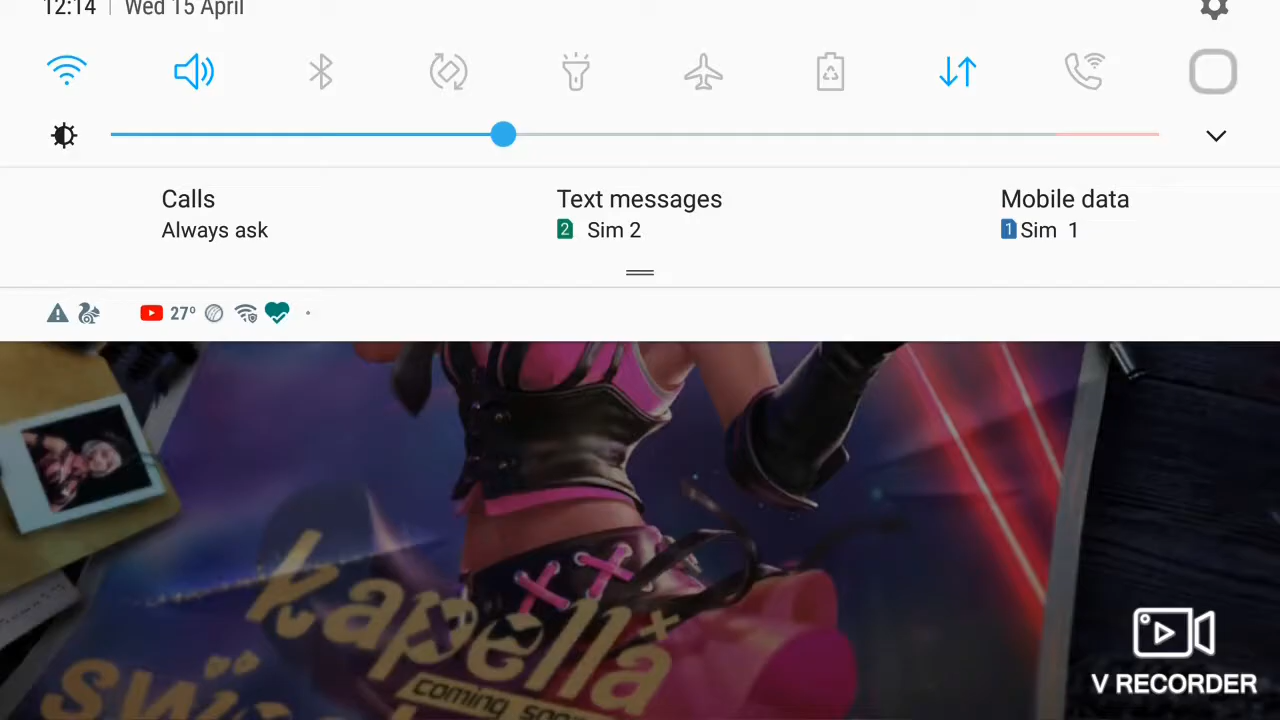 12:14 | Wed 15 April
Calls
Always ask
Text messages
2 Sim 2
Mobile data
1 Sim 1
27°
kapella
coming soon
V RECORDER